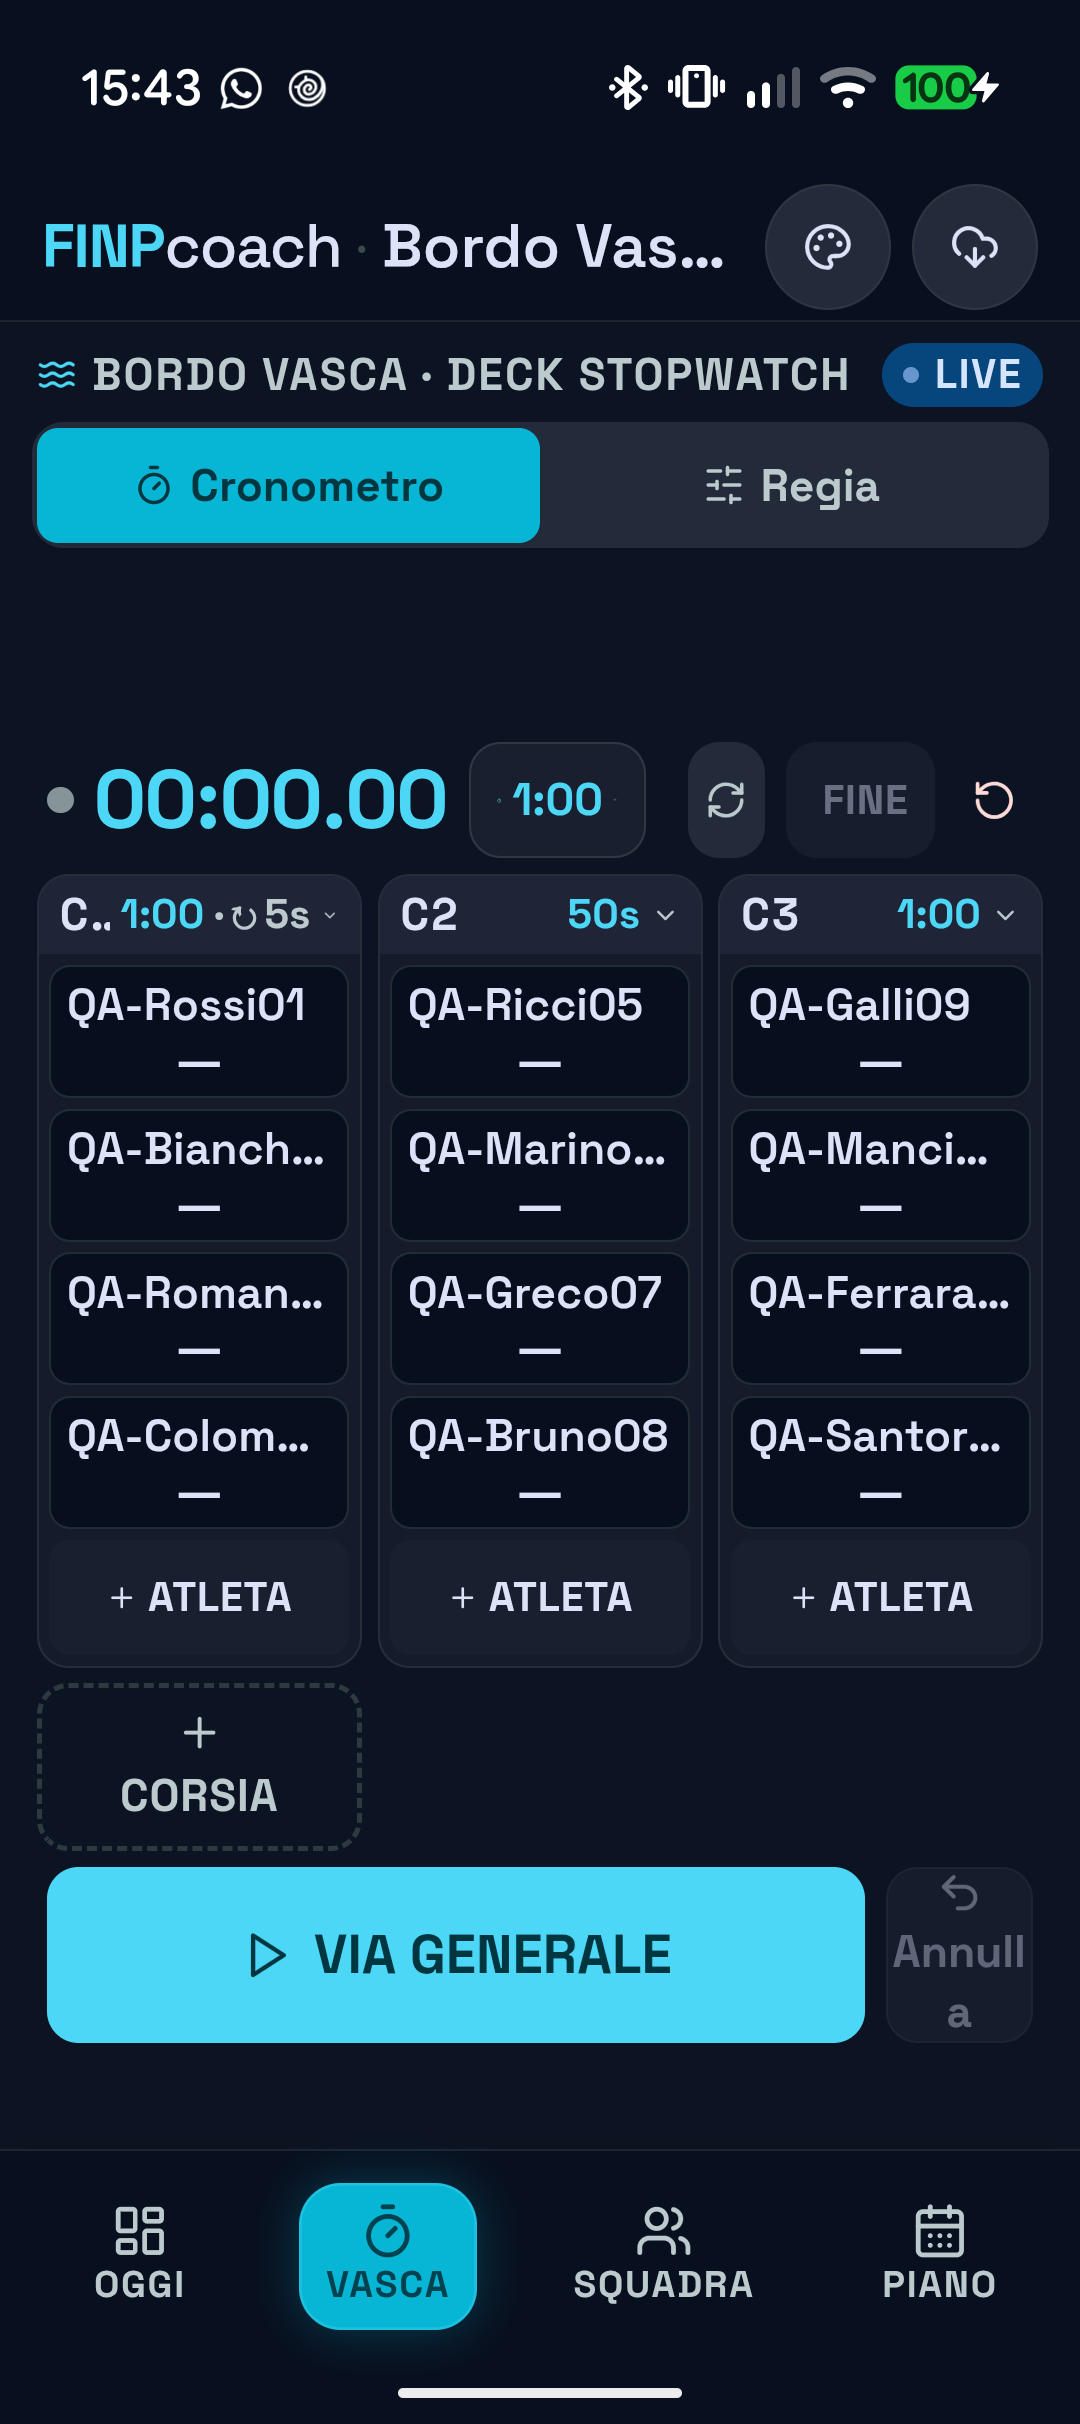 15:43 100
FINPcoach · Bordo Vas...
BORDO VASCA · DECK STOPWATCH LIVE
Cronometro Regia
00:00.00 1:00 FINE
C.. 1:00 · 5s C2 50s C3 1:00
QA-Rossi01 QA-Ricci05 QA-Galli09
— — —
QA-Bianch... QA-Marino... QA-Manci...
— — —
QA-Roman... QA-Greco07 QA-Ferrara...
— — —
QA-Colom... QA-Bruno08 QA-Santor...
— — —
+ ATLETA + ATLETA + ATLETA
+
CORSIA
VIA GENERALE Annull
a
OGGI VASCA SQUADRA PIANO